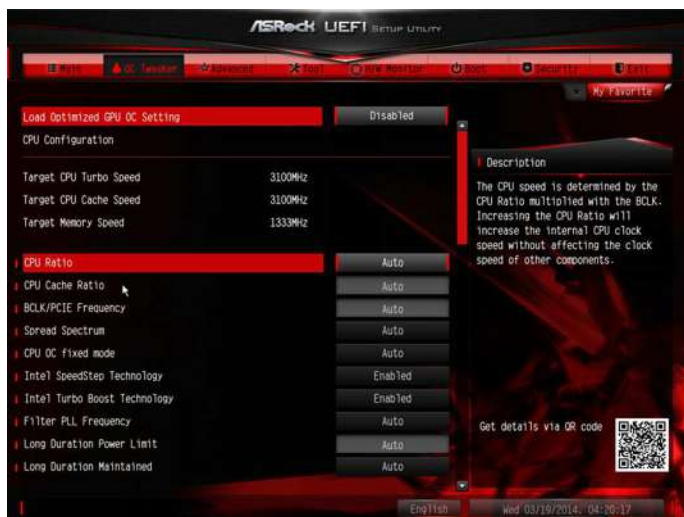 ASRock UEFI SETUP UTILITY
Main OC Tweaker Advanced Tool H/W Monitor Boot Security Exit
My Favorite
Load Optimized GPU OC Setting Disabled
CPU Configuration
Target CPU Turbo Speed 3100MHz
Target CPU Cache Speed 3100MHz
Target Memory Speed 1333MHz
CPU Ratio Auto
CPU Cache Ratio Auto
BCLK/PCIE Frequency Auto
Spread Spectrum Auto
CPU OC fixed mode Auto
Intel SpeedStep Technology Enabled
Intel Turbo Boost Technology Enabled
Filter PLL Frequency Auto
Long Duration Power Limit Auto
Long Duration Maintained Auto
Description
The CPU speed is determined by the
CPU Ratio multiplied with the BCLK.
Increasing the CPU Ratio will
increase the internal CPU clock
speed without affecting the clock
speed of other components.
Get details via QR code
English
Wed 03/19/2014, 04:20:17